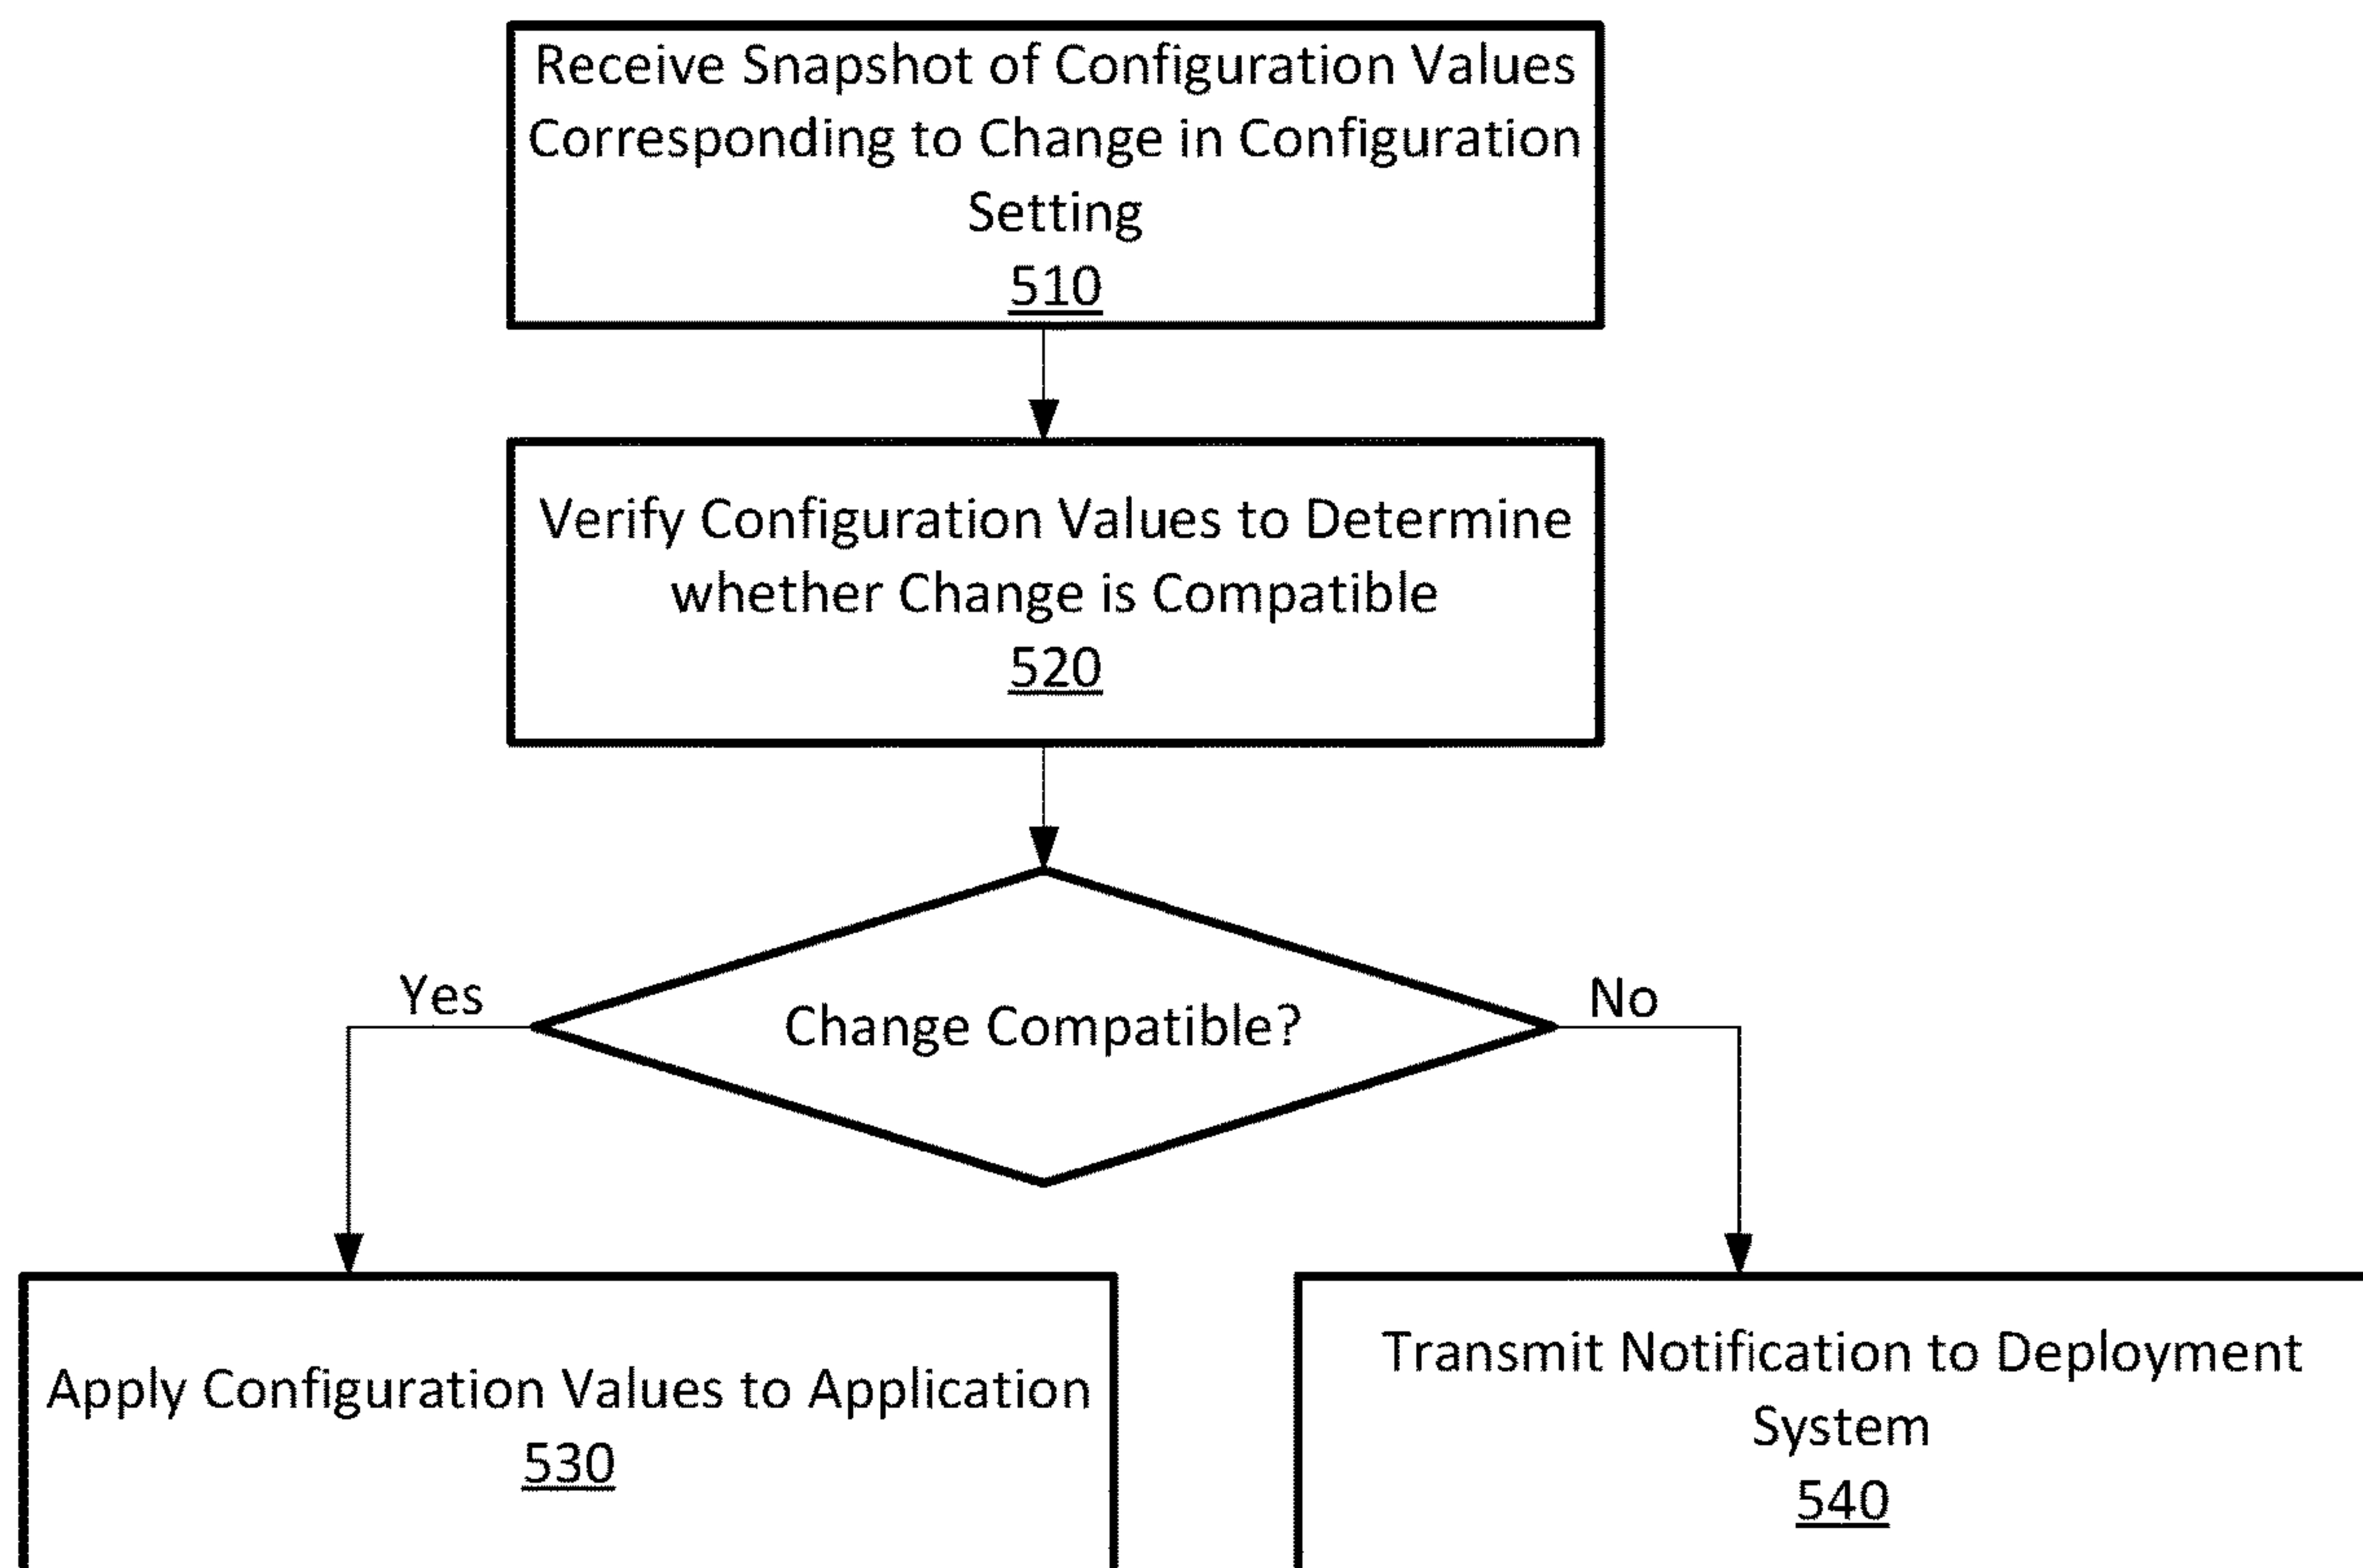 Receive Snapshot of Configuration Values
Corresponding to Change in Configuration
Setting
510
Verify Configuration Values to Determine
whether Change is Compatible
520
Yes
Change Compatible?
No
Apply Configuration Values to Application
530
Transmit Notification to Deployment
System
540